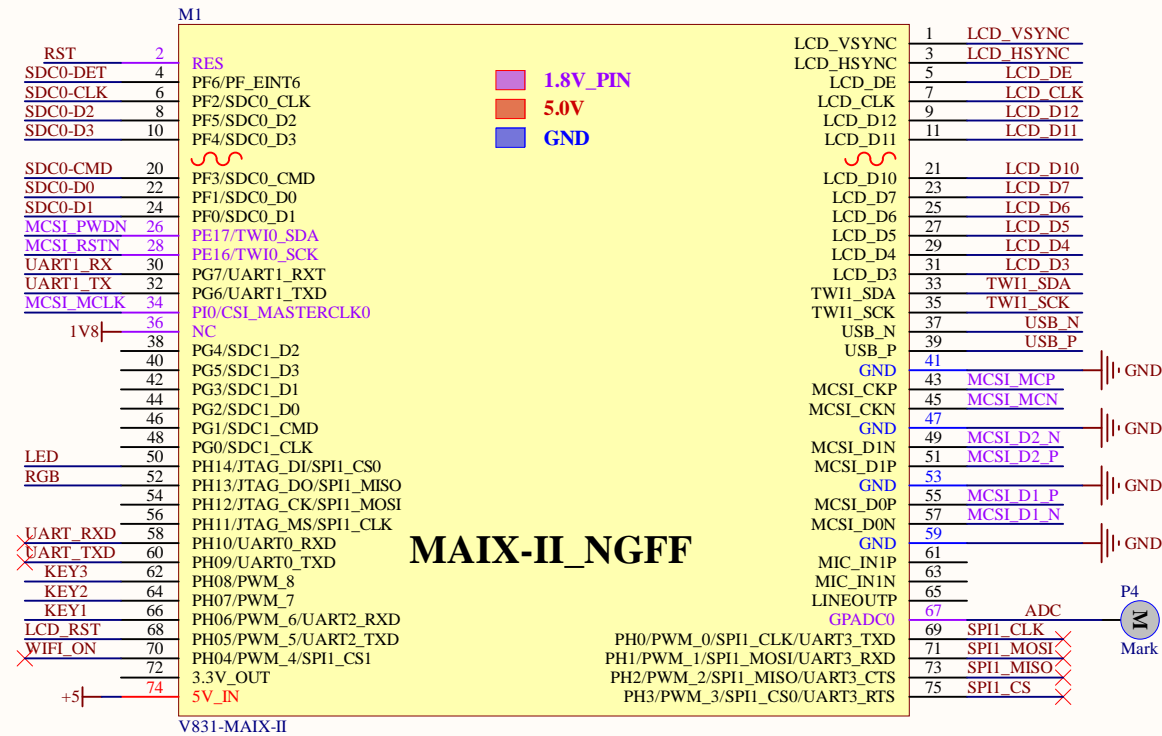 M1
RST 2 RES
SDC0-DET 4 PF6/PF_EINT6
SDC0-CLK 6 PF2/SDC0_CLK
SDC0-D2 8 PF5/SDC0_D2
SDC0-D3 10 PF4/SDC0_D3
SDC0-CMD 20 PF3/SDC0_CMD
SDC0-D0 22 PF1/SDC0_D0
SDC0-D1 24 PF0/SDC0_D1
MCSI_PWDN 26 PE17/TWI0_SDA
MCSI_RSTN 28 PE16/TWI0_SCK
UART1_RX 30 PG7/UART1_RXT
UART1_TX 32 PG6/UART1_TXD
MCSI_MCLK 34 PI0/CSI_MASTERCLK0
1V8 36 NC
38 PG4/SDC1_D2
40 PG5/SDC1_D3
42 PG3/SDC1_D1
44 PG2/SDC1_D0
46 PG1/SDC1_CMD
48 PG0/SDC1_CLK
LED 50 PH14/JTAG_DI/SPI1_CS0
RGB 52 PH13/JTAG_DO/SPI1_MISO
54 PH12/JTAG_CK/SPI1_MOSI
56 PH11/JTAG_MS/SPI1_CLK
UART_RXD 58 PH10/UART0_RXD
UART_TXD 60 PH09/UART0_TXD
KEY3 62 PH08/PWM_8
KEY2 64 PH07/PWM_7
KEY1 66 PH06/PWM_6/UART2_RXD
LCD_RST 68 PH05/PWM_5/UART2_TXD
WIFI_ON 70 PH04/PWM_4/SPI1_CS1
72 3.3V_OUT
+5 74 5V_IN
1.8V_PIN
5.0V
GND
MAIX-II_NGFF
LCD_VSYNC 1 LCD_VSYNC
LCD_HSYNC 3 LCD_HSYNC
LCD_DE 5 LCD_DE
LCD_CLK 7 LCD_CLK
LCD_D12 9 LCD_D12
LCD_D11 11 LCD_D11
LCD_D10 21 LCD_D10
LCD_D7 23 LCD_D7
LCD_D6 25 LCD_D6
LCD_D5 27 LCD_D5
LCD_D4 29 LCD_D4
LCD_D3 31 LCD_D3
TWI1_SDA 33 TWI1_SDA
TWI1_SCK 35 TWI1_SCK
USB_N 37 USB_N
USB_P 39 USB_P
GND 41 GND
MCSI_CKP 43 MCSI_MCP
MCSI_CKN 45 MCSI_MCN
GND 47 GND
MCSI_D1N 49 MCSI_D2_N
MCSI_D1P 51 MCSI_D2_P
GND 53 GND
MCSI_D0P 55 MCSI_D1_P
MCSI_D0N 57 MCSI_D1_N
GND 59 GND
MIC_IN1P 61
MIC_IN1N 63
LINEOUTP 65
GPADC0 67 ADC
PH0/PWM_0/SPI1_CLK/UART3_TXD 69 SPI1_CLK
PH1/PWM_1/SPI1_MOSI/UART3_RXD 71 SPI1_MOSI
PH2/PWM_2/SPI1_MISO/UART3_CTS 73 SPI1_MISO
PH3/PWM_3/SPI1_CS0/UART3_RTS 75 SPI1_CS
P4
M
Mark
V831-MAIX-II